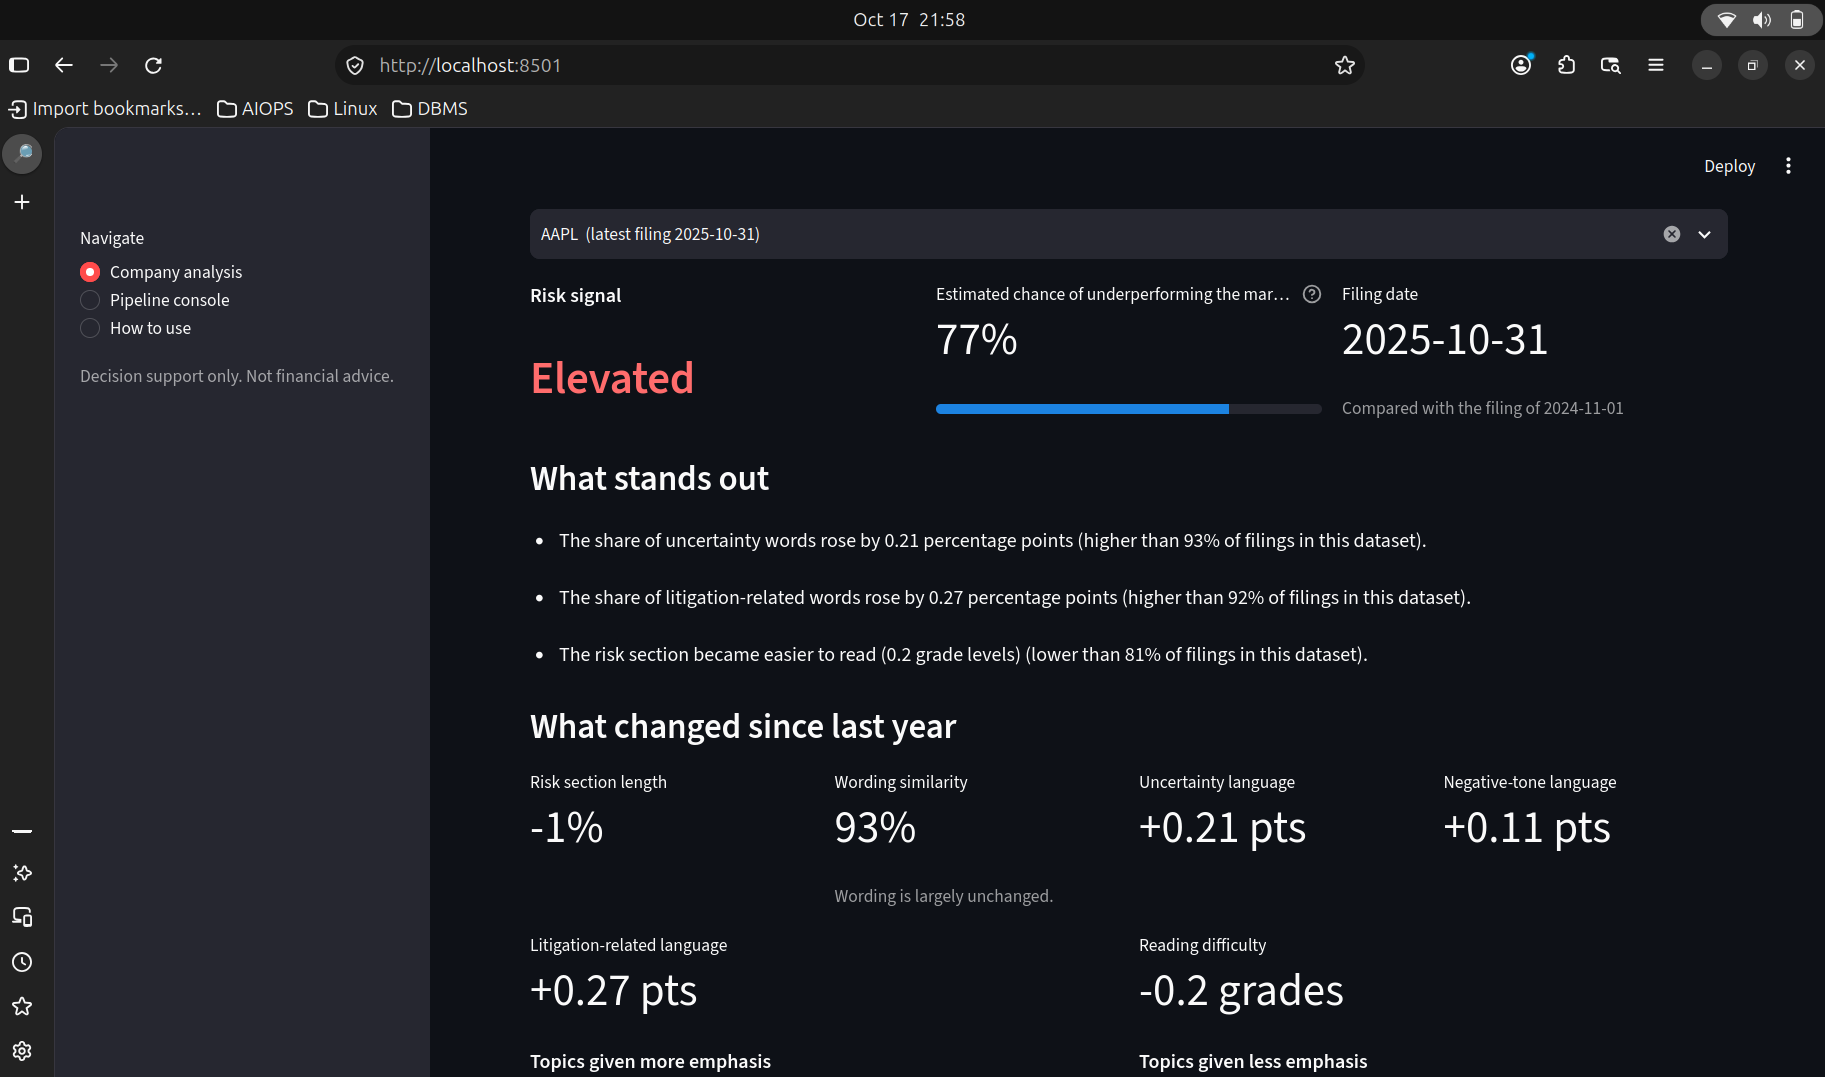 Oct 17 21:58
http://localhost:8501
Import bookmarks...
AIOPS
Linux
DBMS
Deploy
Navigate
Company analysis
Pipeline console
How to use
Decision support only. Not financial advice.
AAPL (latest filing 2025-10-31)
Risk signal
Elevated
Estimated chance of underperforming the mar...
77%
Filing date
2025-10-31
Compared with the filing of 2024-11-01
What stands out
• The share of uncertainty words rose by 0.21 percentage points (higher than 93% of filings in this dataset).
• The share of litigation-related words rose by 0.27 percentage points (higher than 92% of filings in this dataset).
• The risk section became easier to read (0.2 grade levels) (lower than 81% of filings in this dataset).
What changed since last year
Risk section length
-1%
Wording similarity
93%
Wording is largely unchanged.
Uncertainty language
+0.21 pts
Negative-tone language
+0.11 pts
Litigation-related language
+0.27 pts
Reading difficulty
-0.2 grades
Topics given more emphasis
Topics given less emphasis